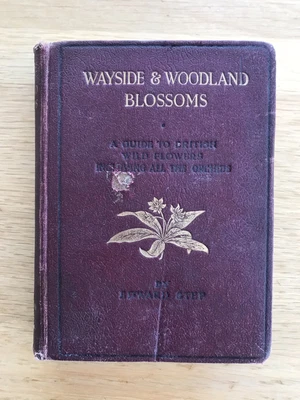 WAYSIDE & WOODLAND
BLOSSOMS
A GUIDE TO BRITISH
WILD FLOWERS
INCLUDING ALL THE ORCHIDS
BY
EDWARD STEP